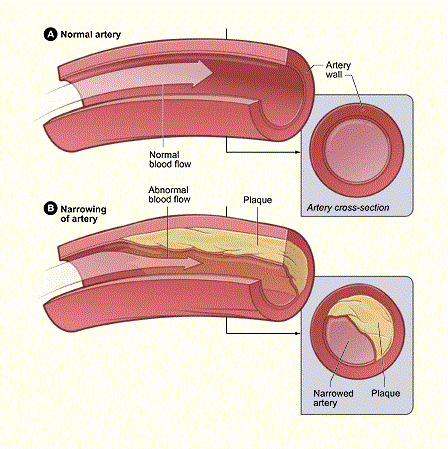 A Normal artery
Artery
wall
Normal
blood flow
Artery cross-section
Abnormal
blood flow
Plaque
B Narrowing
of artery
Narrowed
artery
Plaque